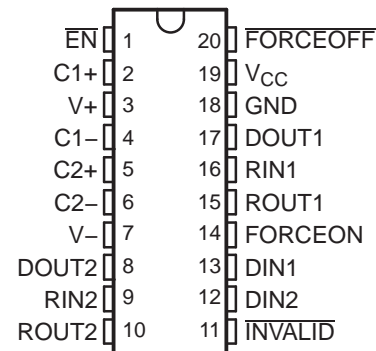 EN 1 20 FORCEOFF
C1+ 2 19 VCC
V+ 3 18 GND
C1− 4 17 DOUT1
C2+ 5 16 RIN1
C2− 6 15 ROUT1
V− 7 14 FORCEON
DOUT2 8 13 DIN1
RIN2 9 12 DIN2
ROUT2 10 11 INVALID